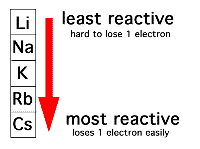 least reactive
hard to lose 1 electron
Li
Na
K
Rb
Cs
most reactive
loses 1 electron easily